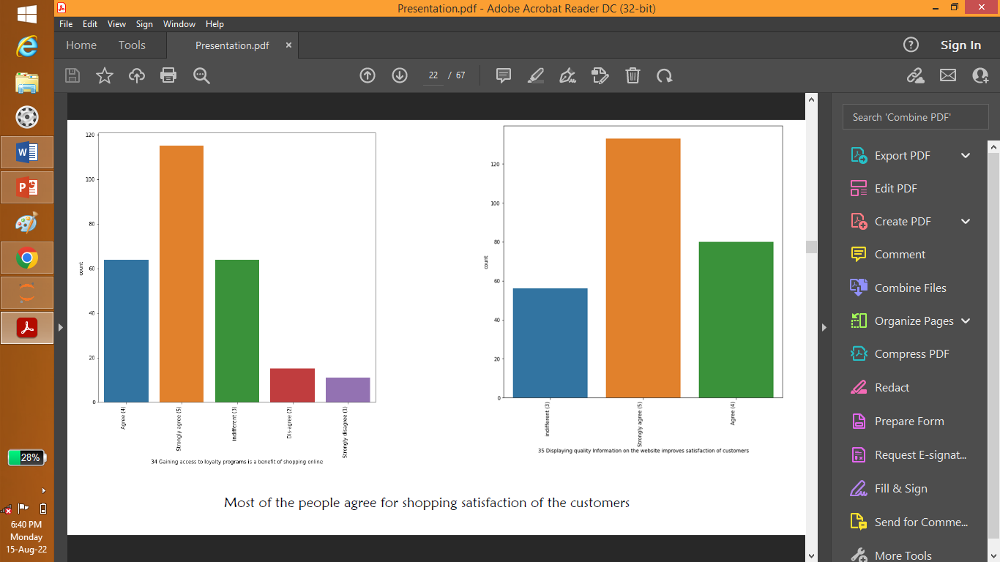 Presentation.pdf - Adobe Acrobat Reader DC (32-bit)
File Edit View Sign Window Help
Home Tools Presentation.pdf × Sign In
22 / 67
Search 'Combine PDF'
Export PDF
Edit PDF
Create PDF
Comment
Combine Files
Organize Pages
Compress PDF
Redact
Prepare Form
Request E-signat...
Fill & Sign
Send for Comme...
More Tools
120
100
80
60
40
20
0
count
Agree (4)
Strongly agree (5)
indifferent (3)
Dis-agree (2)
Strongly disagree (1)
34 Gaining access to loyalty programs is a benefit of shopping online
120
100
80
60
40
20
0
count
indifferent (3)
Strongly agree (5)
Agree (4)
35 Displaying quality Information on the website improves satisfaction of customers
Most of the people agree for shopping satisfaction of the customers
28%
6:40 PM
Monday
15-Aug-22